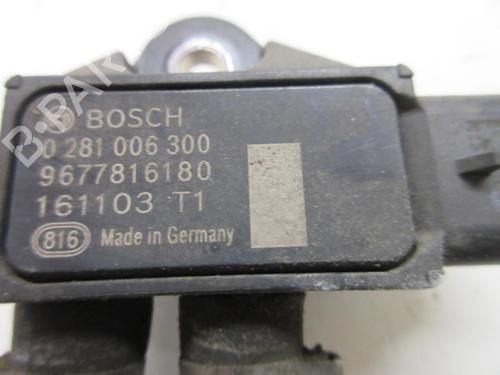 B-PARTS
BOSCH
0 281 006 300
9677816180
161103 T1
816 Made in Germany